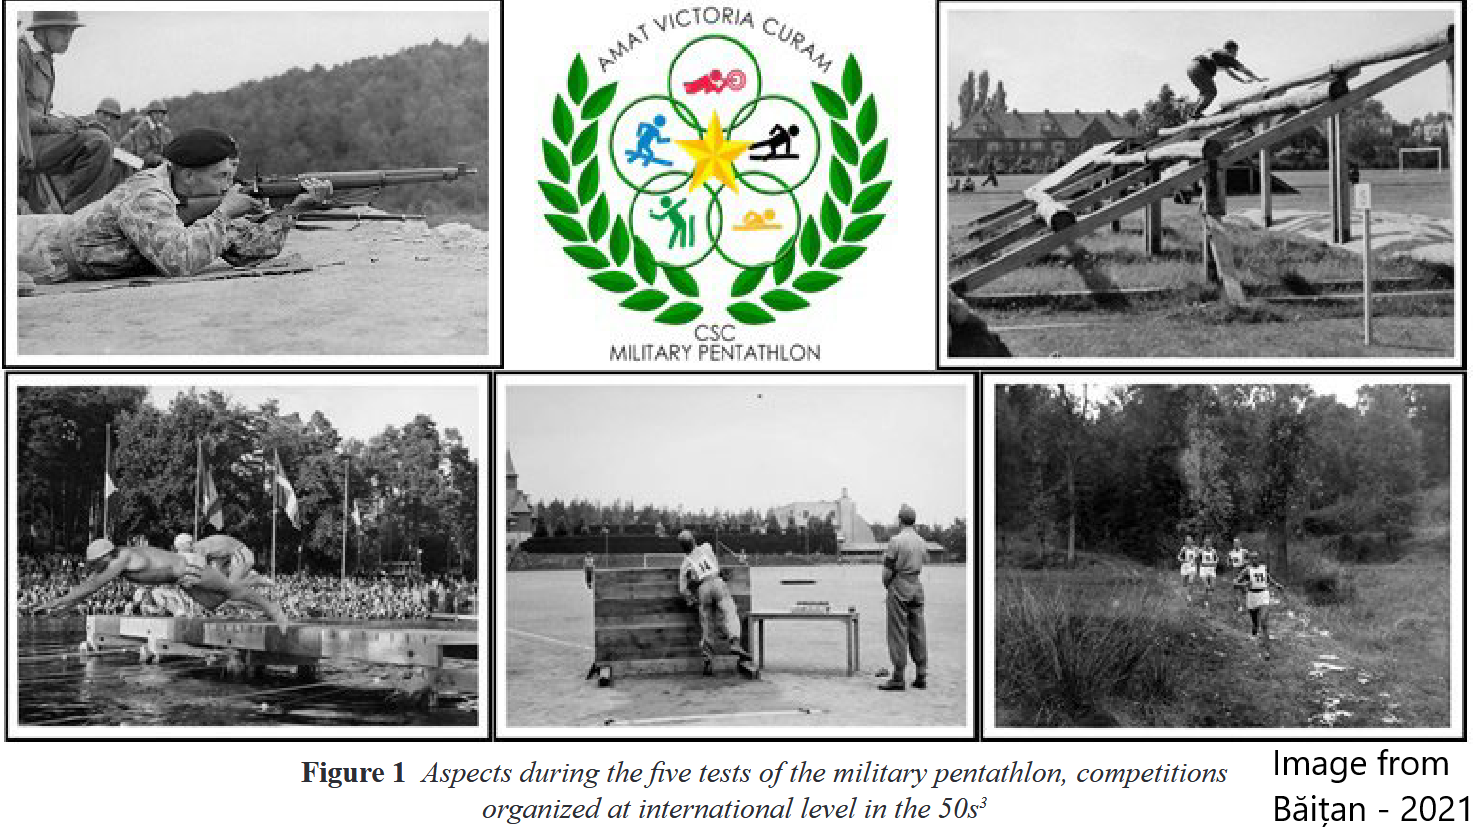 AMAT VICTORIA CURAM
CSC
MILITARY PENTATHLON
14
Figure 1 Aspects during the five tests of the military pentathlon, competitions
organized at international level in the 50s³
Image from
Băițan - 2021